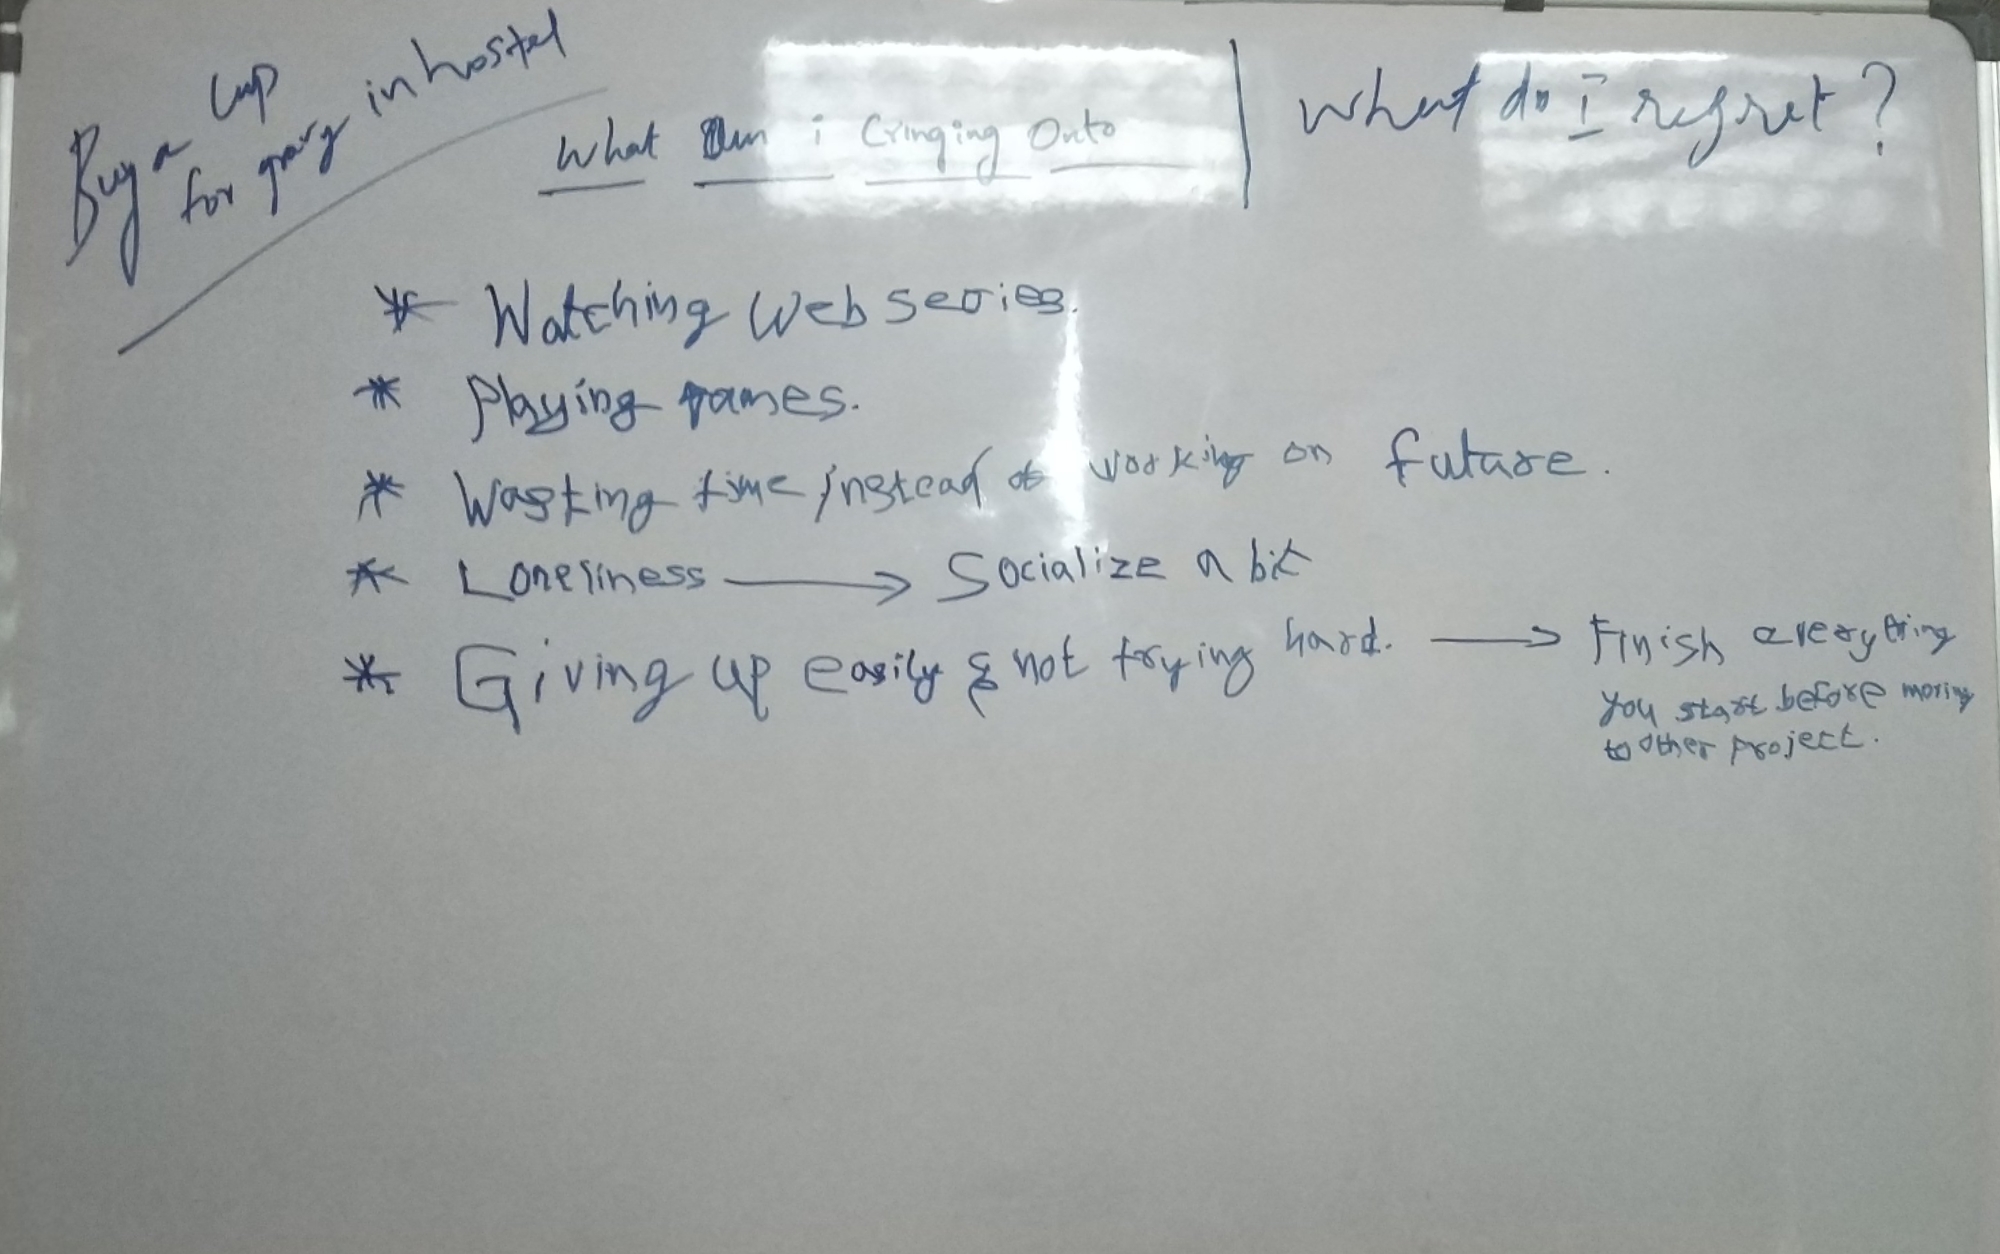 Buy a cup
for gravy in hostel
What am i Cringing Onto
What do I regret?
* Watching Web series.
* Playing games.
* Wasting time instead of working on future.
* Loneliness → Socialize a bit
* Giving up easily & not trying hard. → Finish everything
you start before moving
to other project.